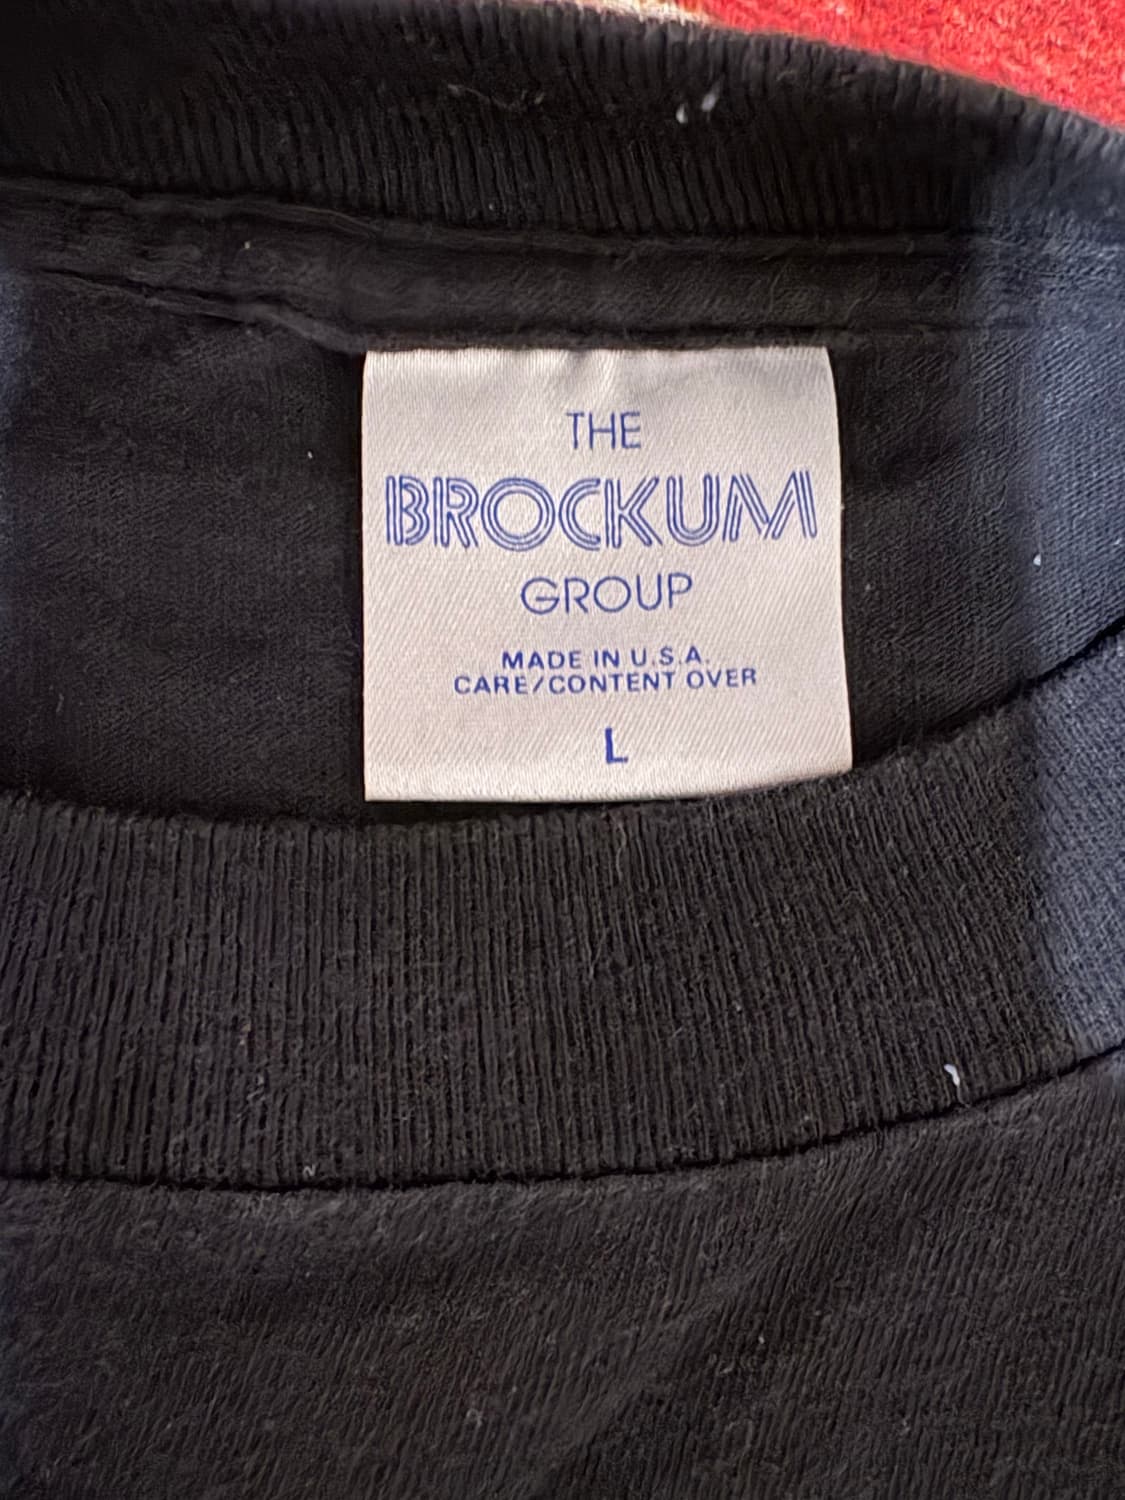 THE
BROCKUM
GROUP
MADE IN U.S.A.
CARE/CONTENT OVER
L